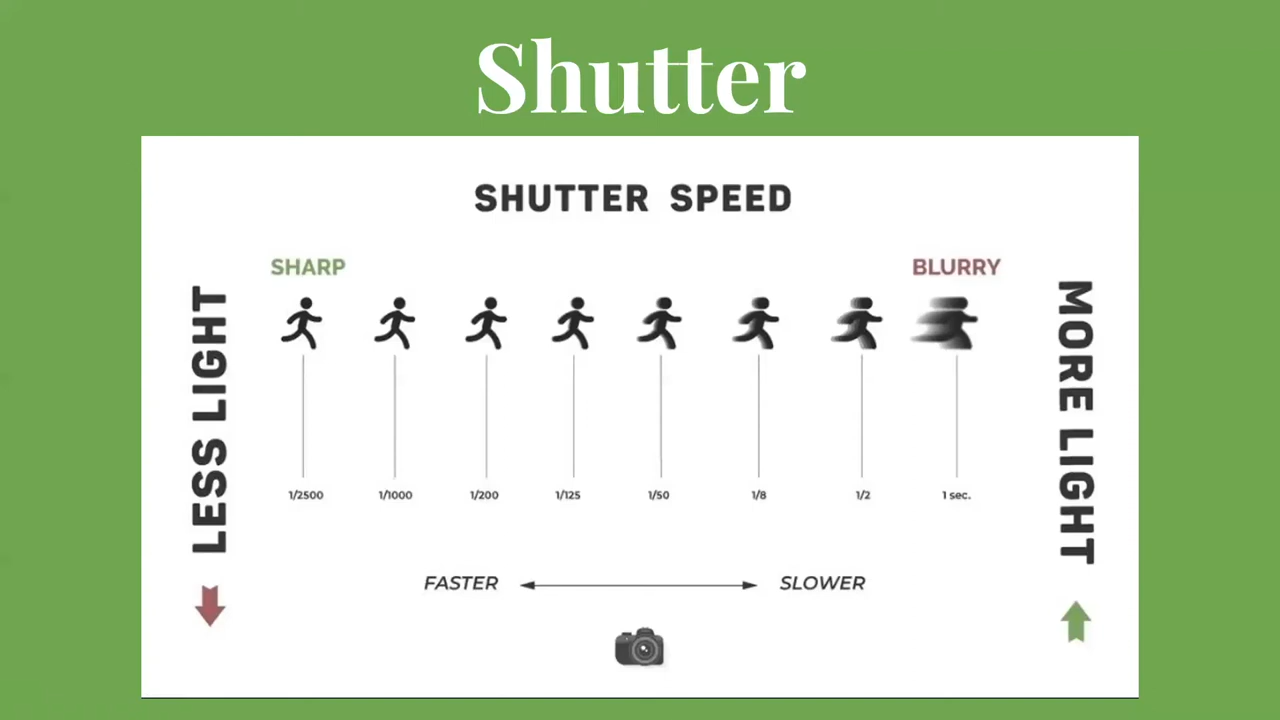 Shutter
SHUTTER SPEED
SHARP
BLURRY
LESS LIGHT
MORE LIGHT
1/2500 1/1000 1/200 1/125 1/50 1/8 1/2 1 sec.
FASTER
SLOWER